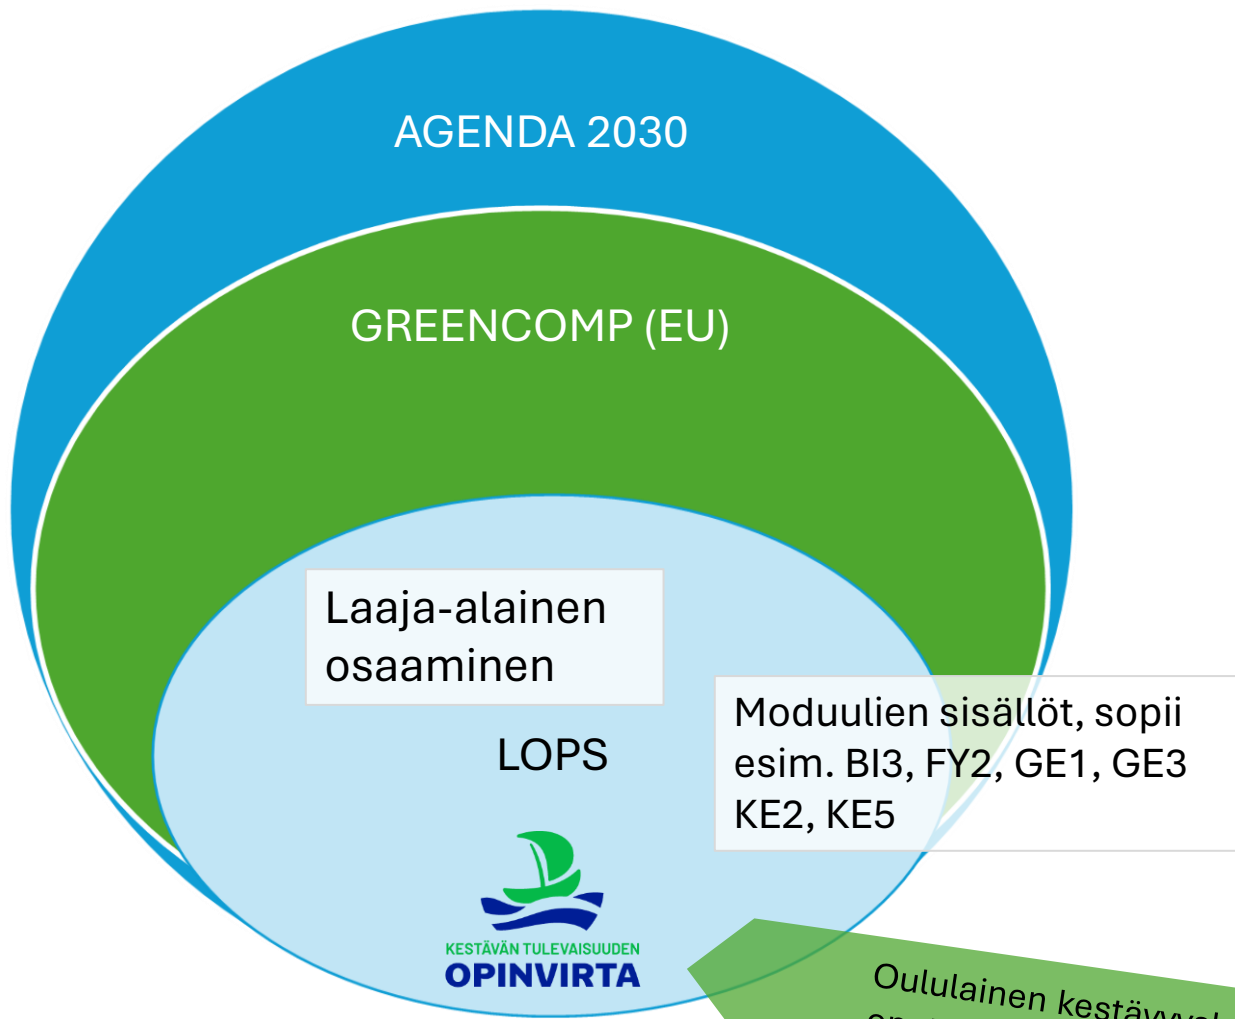 AGENDA 2030
GREENCOMP (EU)
Laaja-alainen
osaaminen
Moduulien sisällöt, sopii
esim. BI3, FY2, GE1, GE3
KE2, KE5
LOPS
KESTÄVÄN TULEVAISUUDEN
OPINVIRTA
Oululainen